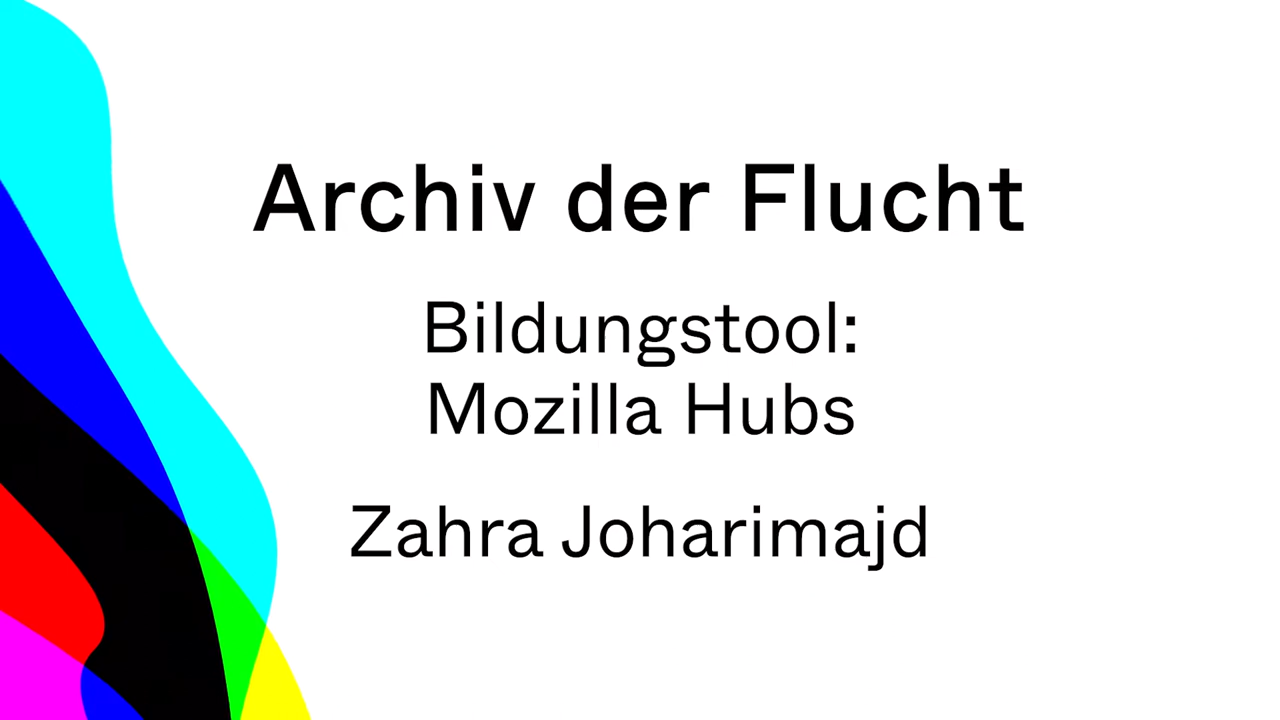 Archiv der Flucht
Bildungstool:
Mozilla Hubs
Zahra Joharimajd